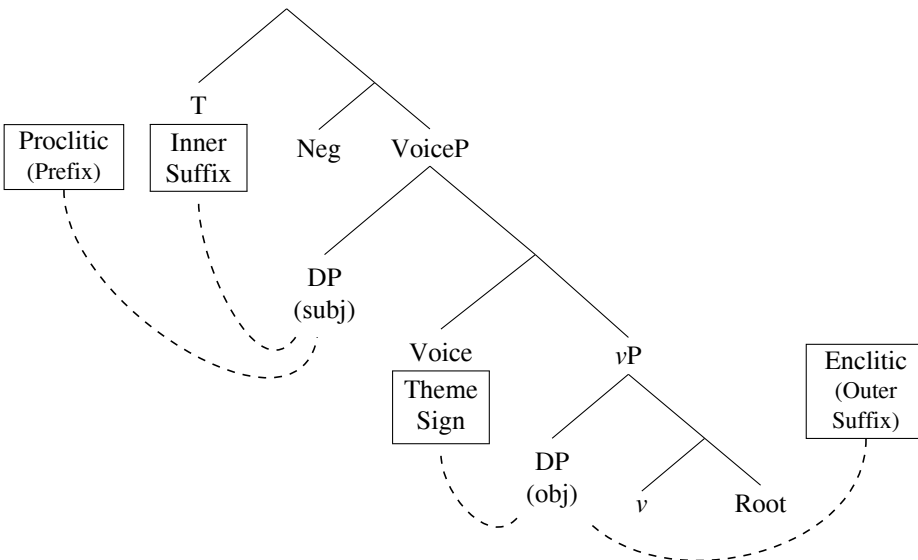 T
Proclitic
(Prefix)
Inner
Suffix
Neg
VoiceP
DP
(subj)
Voice
Theme
Sign
vP
Enclitic
(Outer
Suffix)
DP
(obj)
v
Root